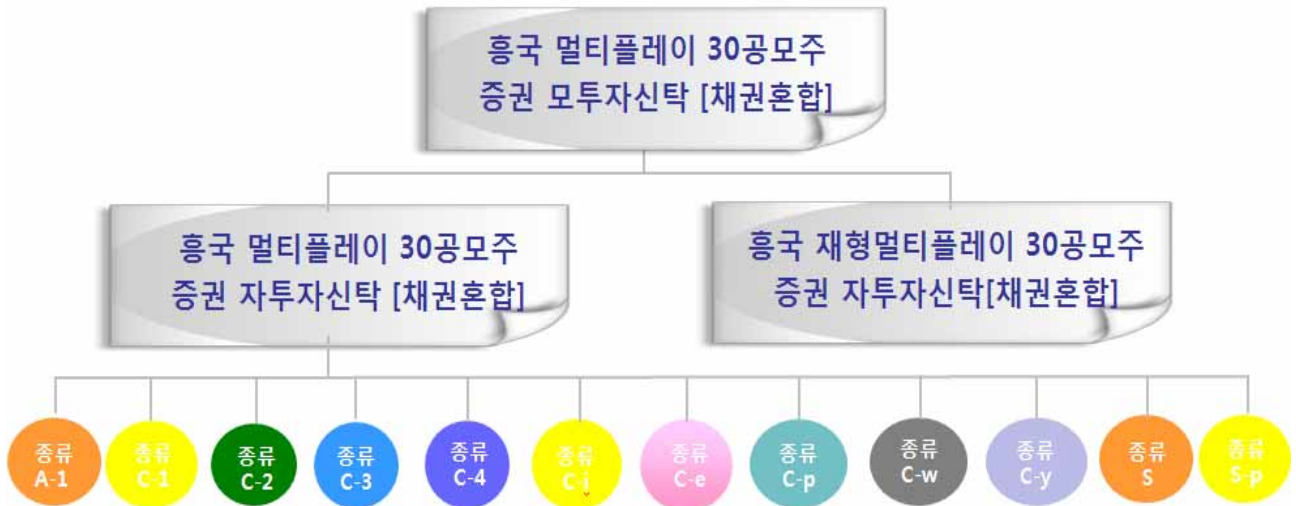 흥국 멀티플레이 30공모주
증권 모투자신탁 [채권혼합]
흥국 멀티플레이 30공모주
증권 자투자신탁 [채권혼합]
흥국 재형멀티플레이 30공모주
증권 자투자신탁[채권혼합]
종류
A-1
종류
C-1
종류
C-2
종류
C-3
종류
C-4
종류
C-i
종류
C-e
종류
C-p
종류
C-w
종류
C-y
종류
S
종류
S-p